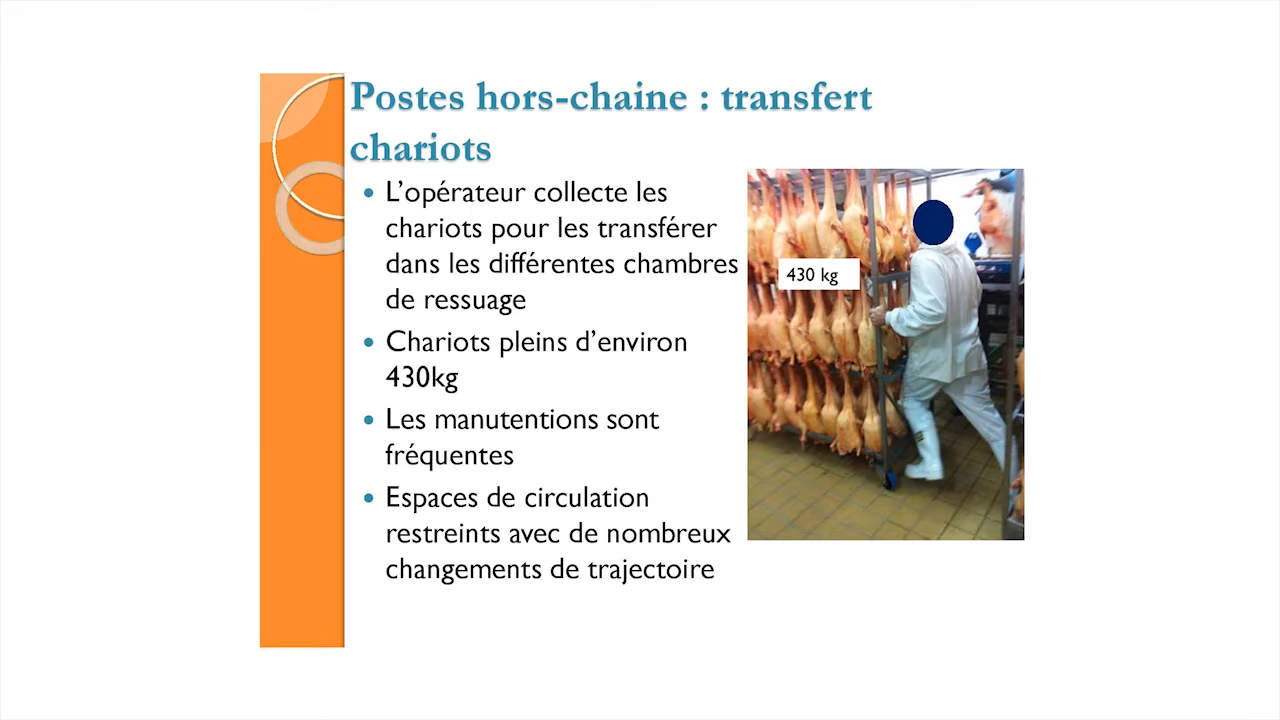 Postes hors-chaine : transfert
chariots
• L’opérateur collecte les
chariots pour les transférer
dans les différentes chambres
de ressuage
• Chariots pleins d’environ
430kg
• Les manutentions sont
fréquentes
• Espaces de circulation
restreints avec de nombreux
changements de trajectoire
430 kg